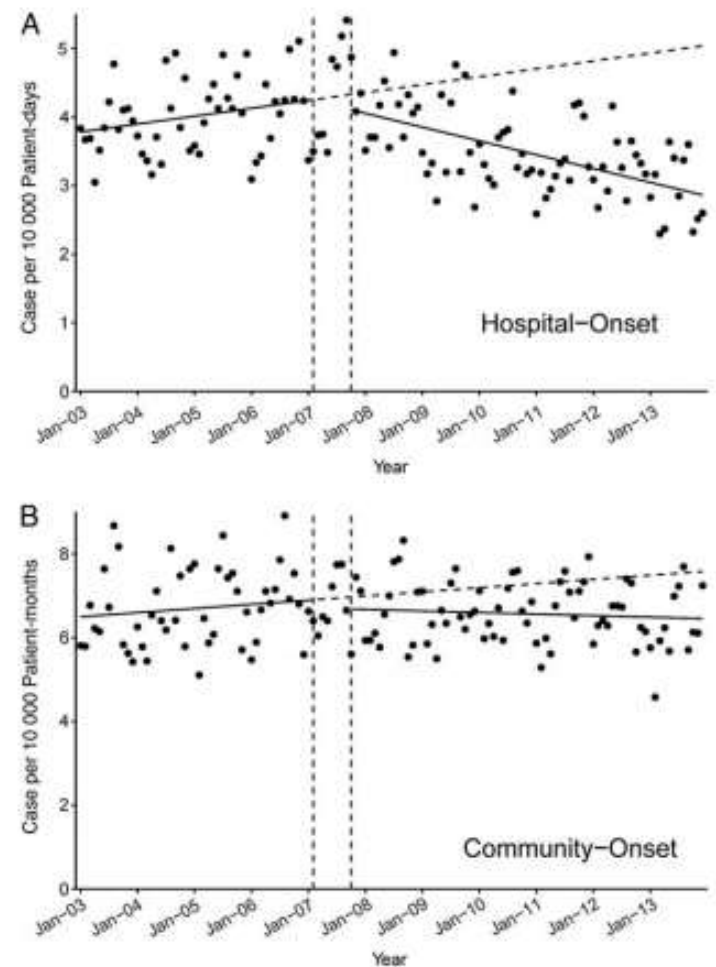 A
Case per 10 000 Patient-days
5
4
3
2
1
0
Hospital-Onset
Jan-03 Jan-04 Jan-05 Jan-06 Jan-07 Jan-08 Jan-09 Jan-10 Jan-11 Jan-12 Jan-13
Year
B
Case per 10 000 Patient-months
8
6
4
2
0
Community-Onset
Jan-03 Jan-04 Jan-05 Jan-06 Jan-07 Jan-08 Jan-09 Jan-10 Jan-11 Jan-12 Jan-13
Year